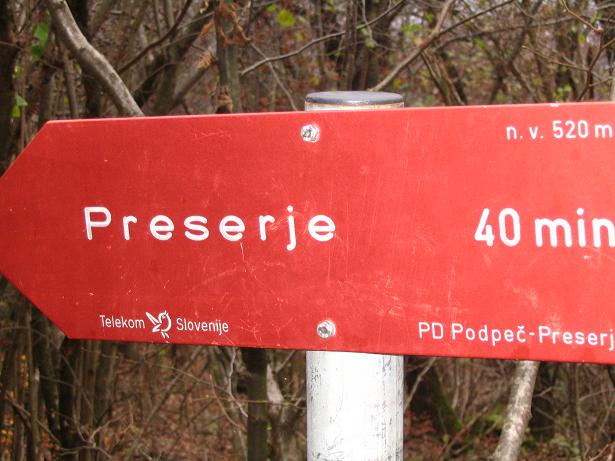 n. v. 520 m
Preserje 40 min
Telekom Slovenije
PD Podpeč-Preserj